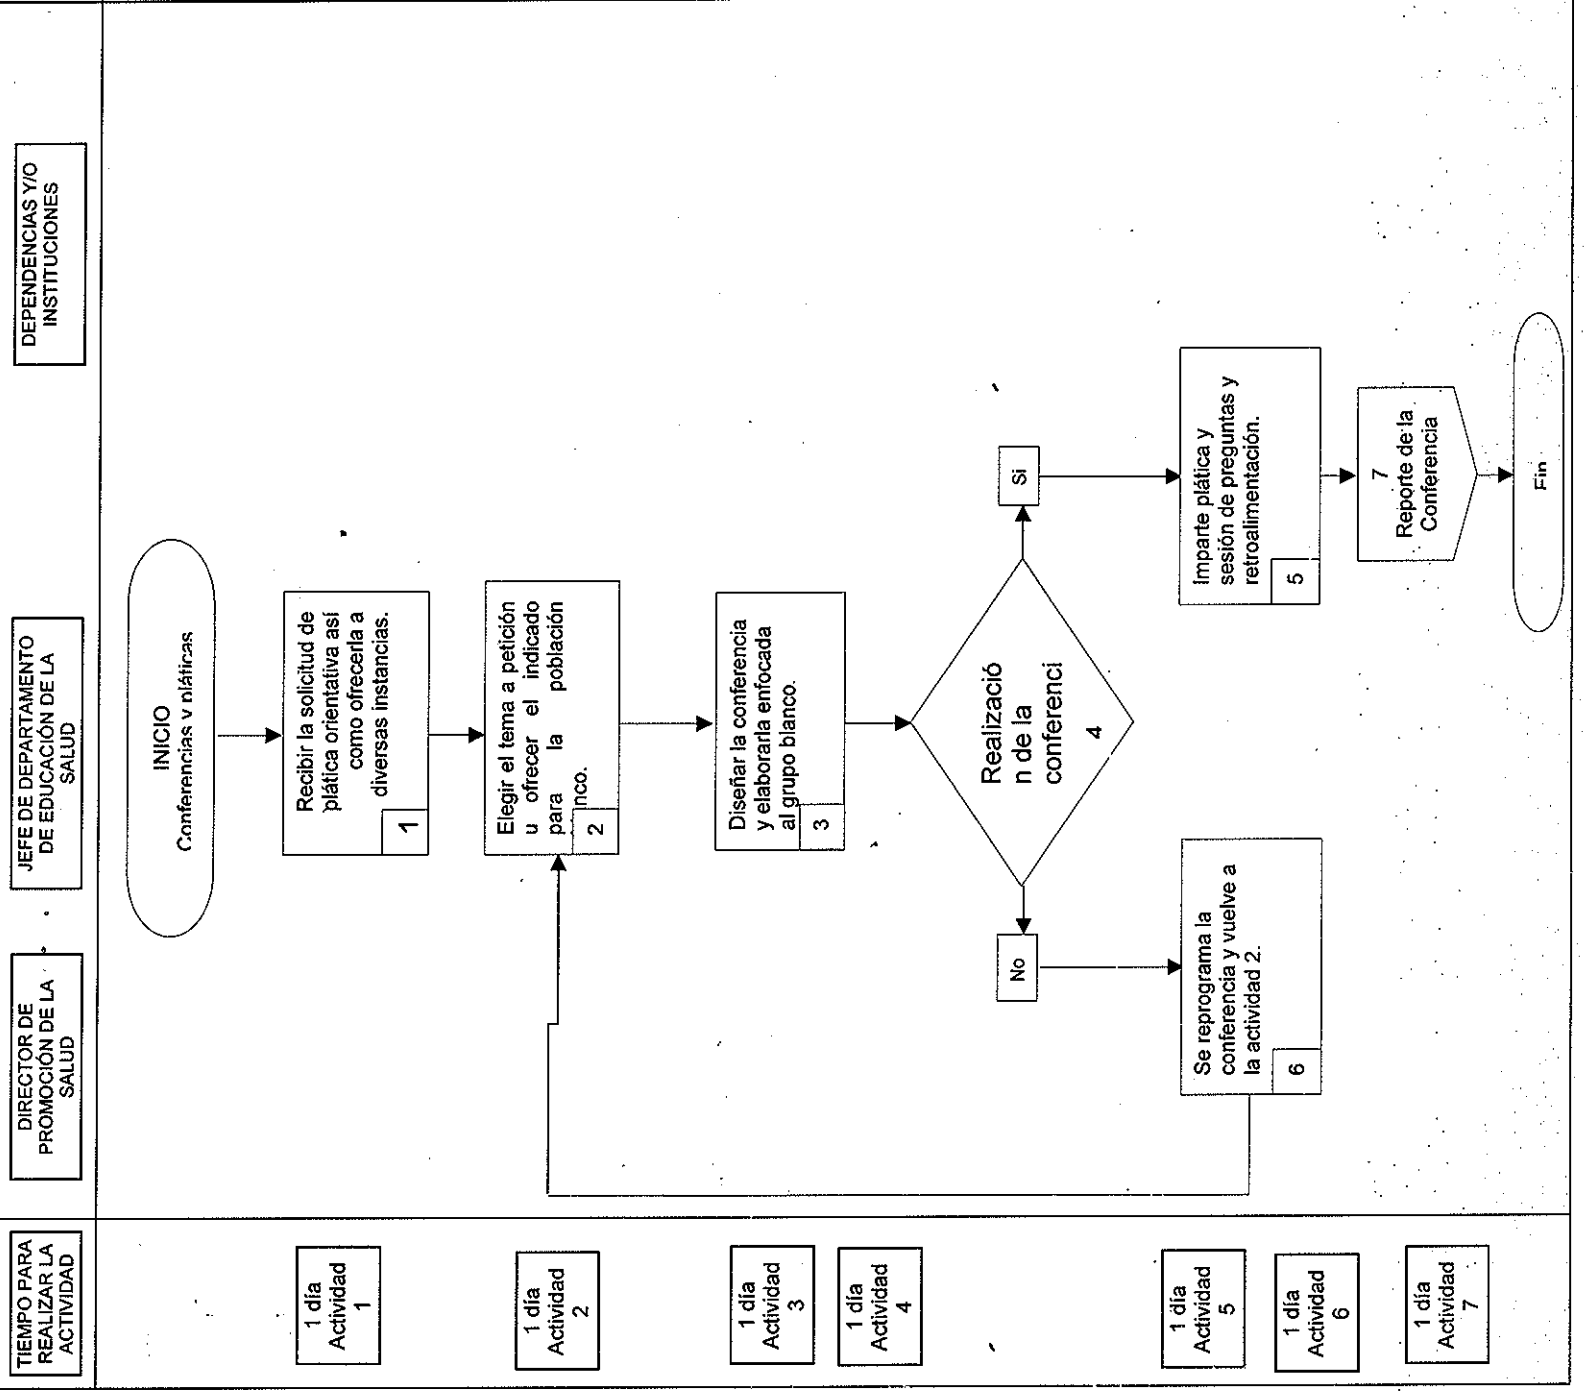 TIEMPO PARA
REALIZAR LA
ACTIVIDAD
DIRECTOR DE
PROMOCIÓN DE LA
SALUD
JEFE DE DEPARTAMENTO
DE EDUCACIÓN DE LA
SALUD
DEPENDENCIAS Y/O
INSTITUCIONES
INICIO
Conferencias y pláticas
1 día
Actividad
1
Recibir la solicitud de
plática orientativa así
como ofrecerla a
diversas instancias.
1
1 día
Actividad
2
Elegir el tema a petición
u ofrecer el indicado
para la población
nco.
2
1 día
Actividad
3
Diseñar la conferencia
y elaborarla enfocada
al grupo blanco.
3
1 día
Actividad
4
Realizació
n de la
conferenci
4
No
Si
1 día
Actividad
5
Imparte plática y
sesión de preguntas y
retroalimentación.
5
1 día
Actividad
6
Se reprograma la
conferencia y vuelve a
la actividad 2.
6
1 día
Actividad
7
7
Reporte de la
Conferencia
Fin